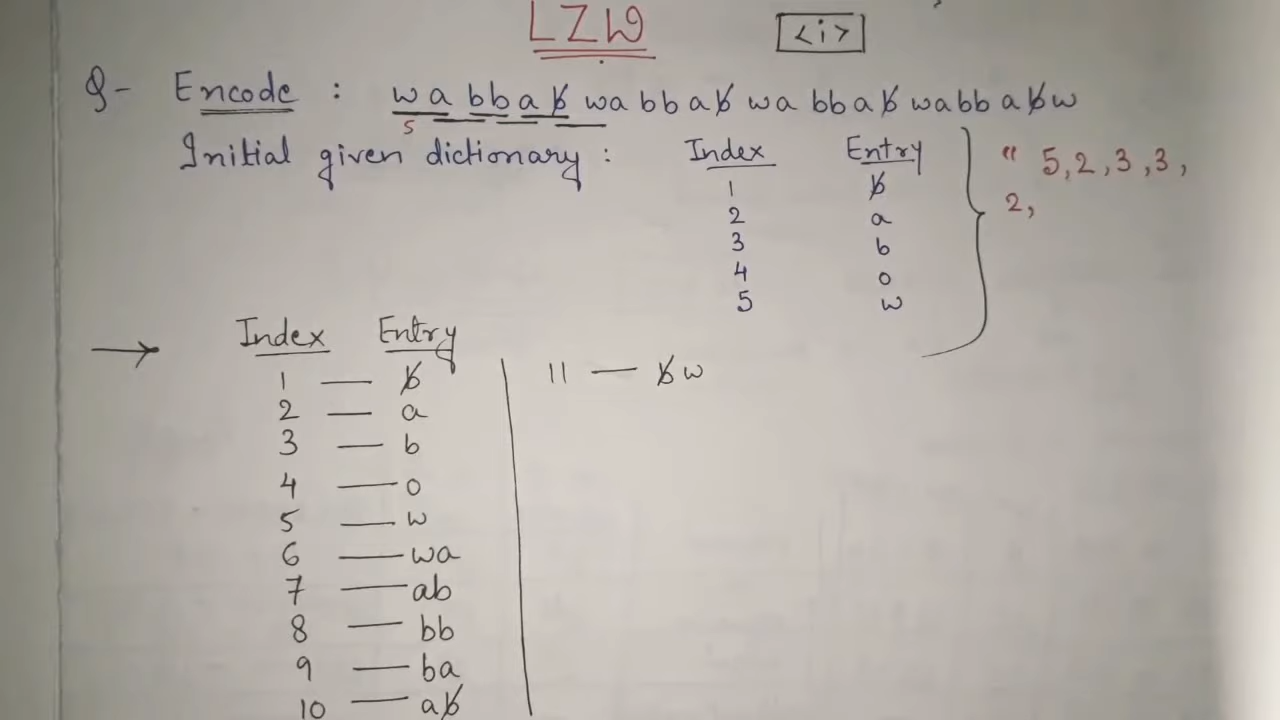 LZW
<i>
Q- Encode : wabbaƀwabbaƀwabbaƀwabbaƀw
5
Initial given dictionary :
Index Entry
1 ƀ
2 a
3 b
4 o
5 w
" 5,2,3,3,
2,
→ Index Entry
1 — ƀ
2 — a
3 — b
4 — o
5 — w
6 — wa
7 — ab
8 — bb
9 — ba
10 — aƀ
11 — ƀw